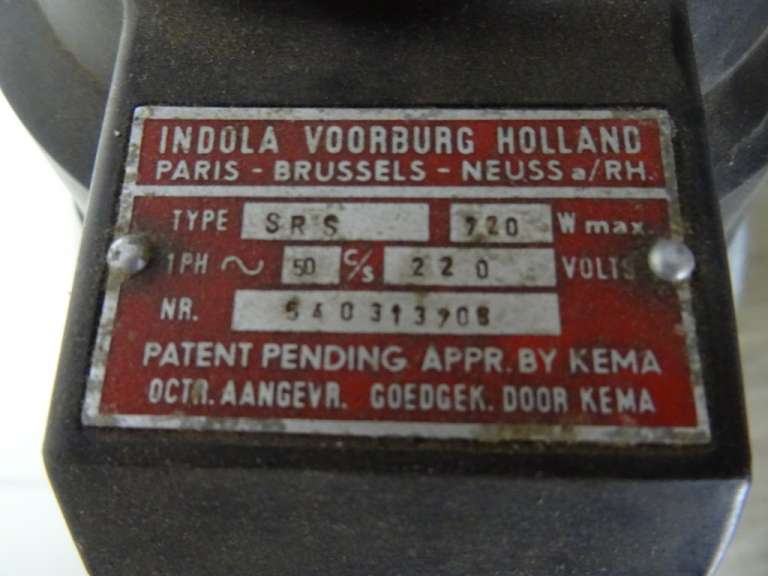 INDOLA VOORBURG HOLLAND
PARIS - BRUSSELS - NEUSS a/RH.
TYPE SRS 720 W max.
1PH ~ 50 C/S 220 VOLTS
NR. 540313908
PATENT PENDING APPR. BY KEMA
OCTR. AANGEVR. GOEDGEK. DOOR KEMA